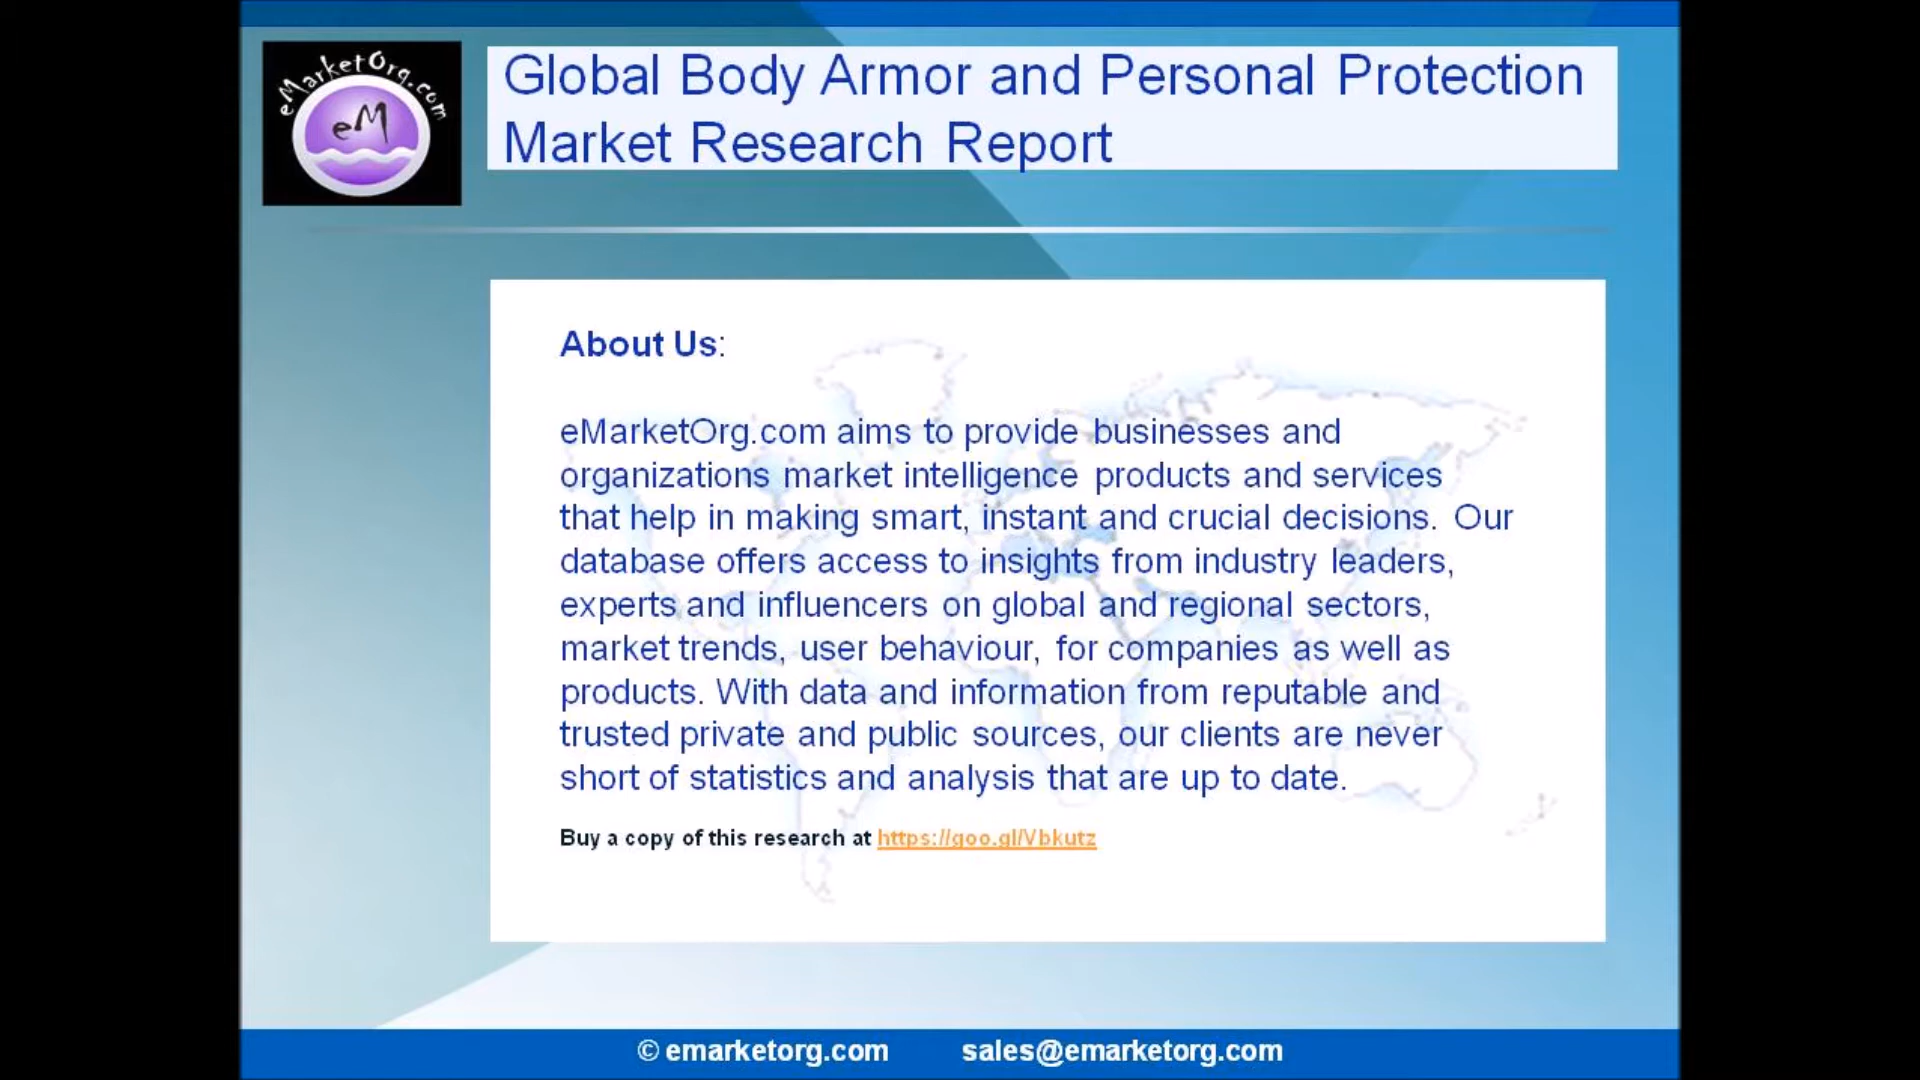 eMarketOrg.com
eM
Global Body Armor and Personal Protection
Market Research Report
About Us:
eMarketOrg.com aims to provide businesses and
organizations market intelligence products and services
that help in making smart, instant and crucial decisions. Our
database offers access to insights from industry leaders,
experts and influencers on global and regional sectors,
market trends, user behaviour, for companies as well as
products. With data and information from reputable and
trusted private and public sources, our clients are never
short of statistics and analysis that are up to date.
Buy a copy of this research at https://goo.gl/Vbkutz
© emarketorg.com sales@emarketorg.com